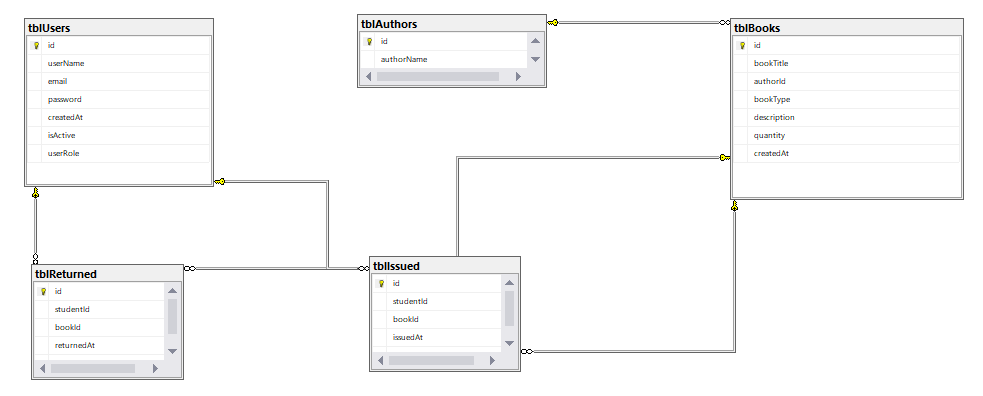 tblUsers
id
userName
email
password
createdAt
isActive
userRole
tblAuthors
id
authorName
tblBooks
id
bookTitle
authorId
bookType
description
quantity
createdAt
tblReturned
id
studentId
bookId
returnedAt
tblIssued
id
studentId
bookId
issuedAt